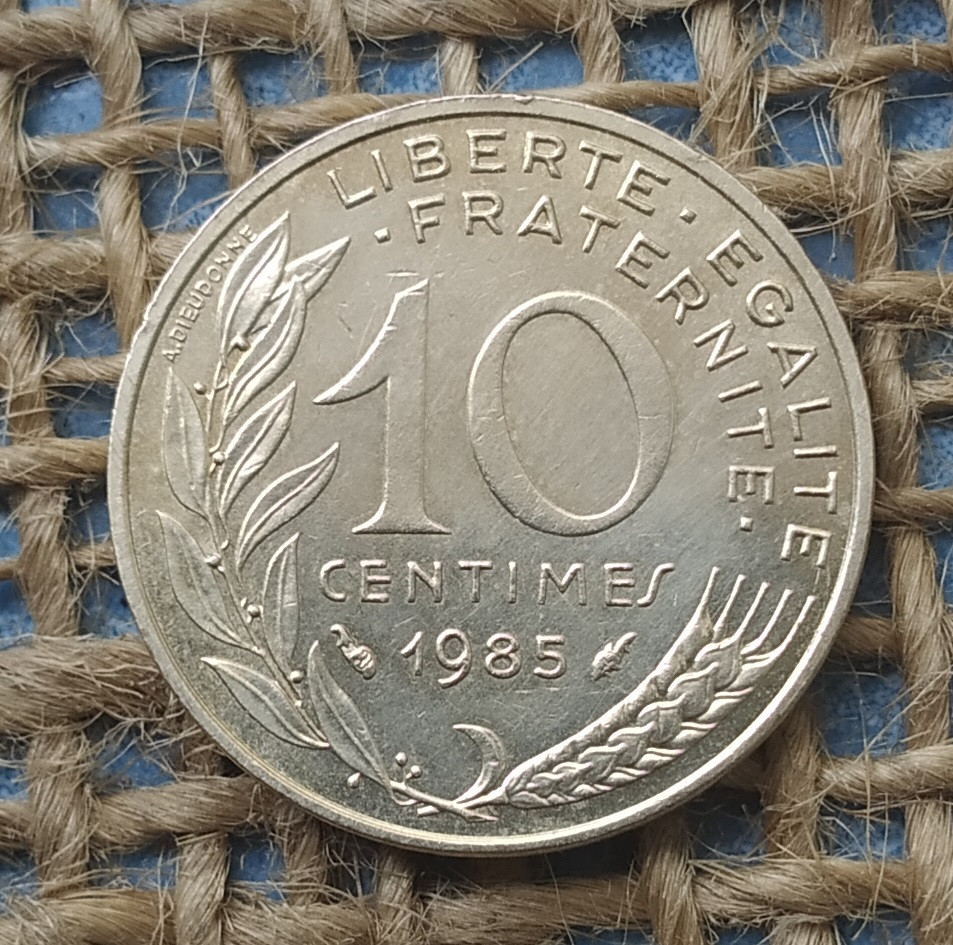 LIBERTE · EGALITE
· FRATERNITE ·
A.DIEUDONNE
10
CENTIMES
1985